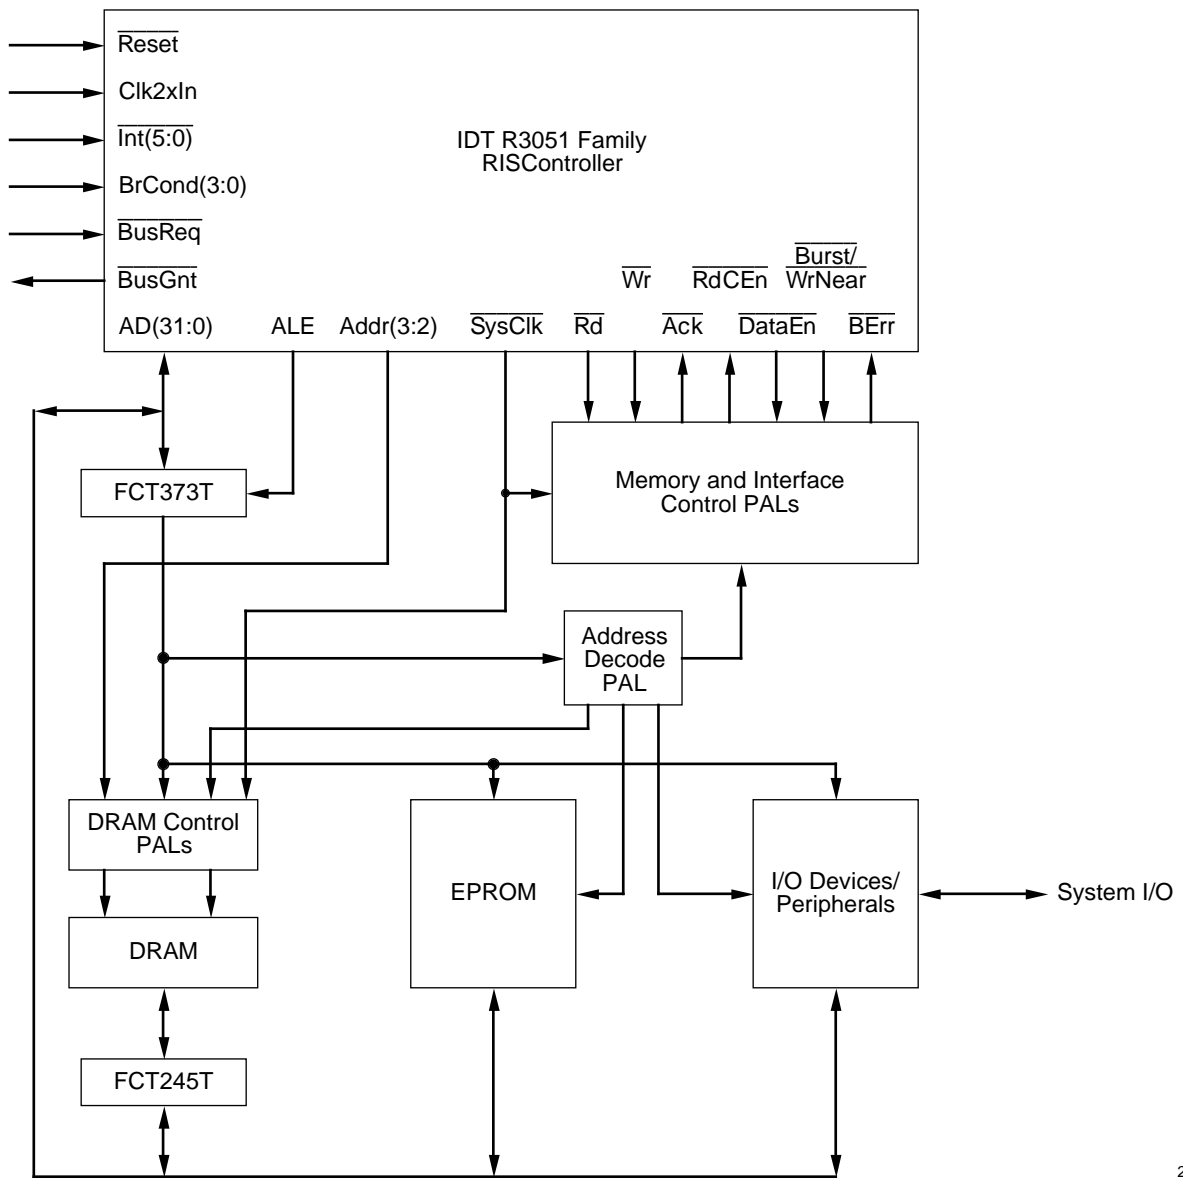 Reset
Clk2xIn
Int(5:0)
BrCond(3:0)
BusReq
BusGnt
IDT R3051 Family
RISController
Burst/
Wr RdCEn WrNear
AD(31:0) ALE Addr(3:2) SysClk Rd Ack DataEn BErr
FCT373T
Memory and Interface
Control PALs
Address
Decode
PAL
DRAM Control
PALs
EPROM
I/O Devices/
Peripherals
System I/O
DRAM
FCT245T
2